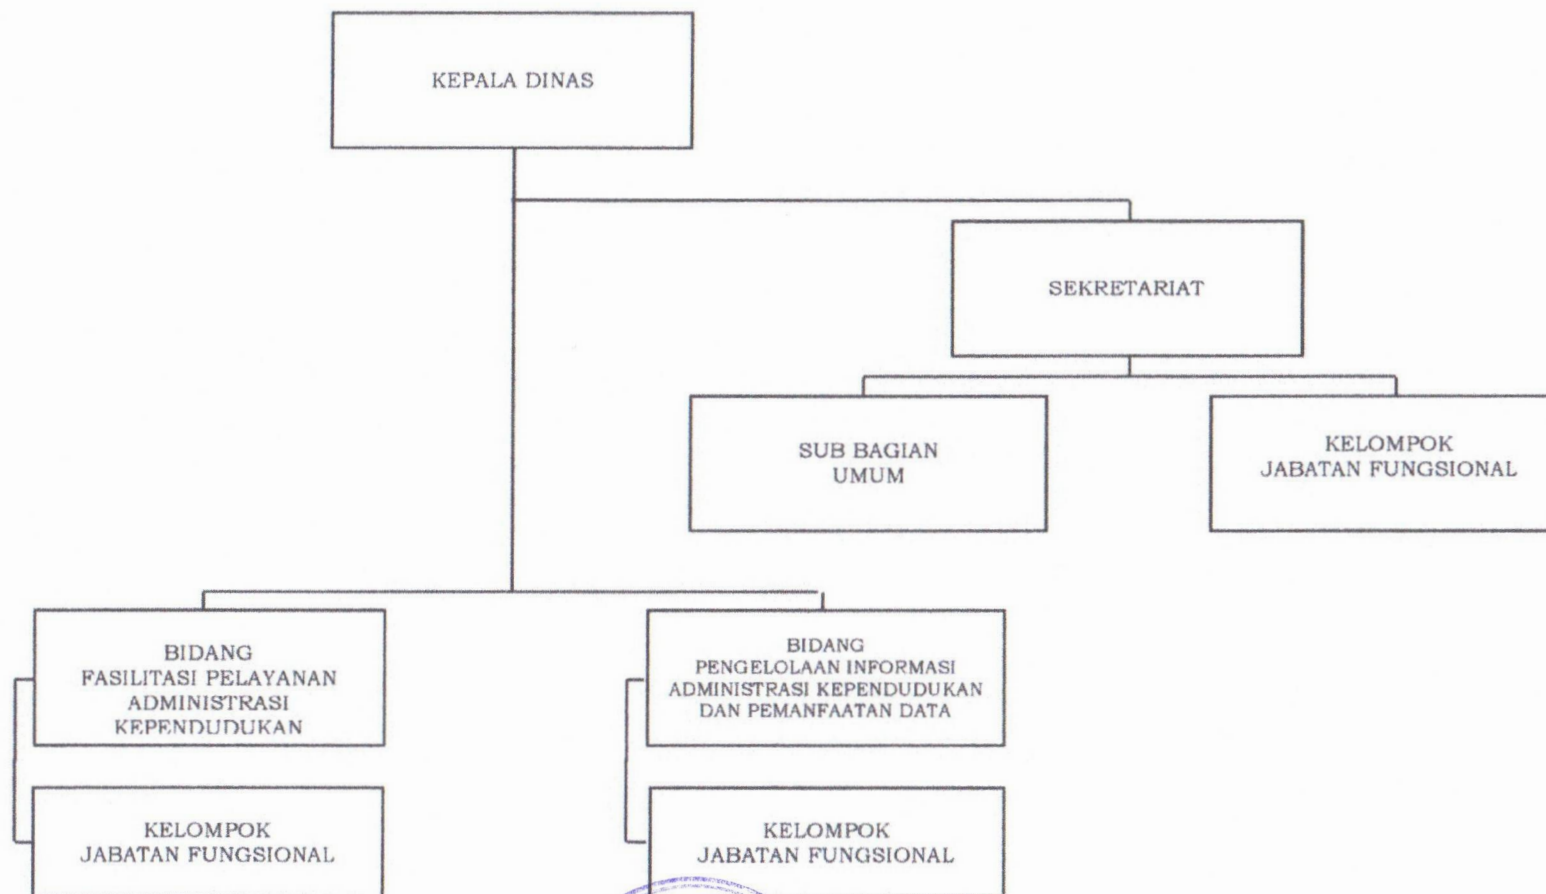 KEPALA DINAS
SEKRETARIAT
SUB BAGIAN
UMUM
KELOMPOK
JABATAN FUNGSIONAL
BIDANG
FASILITASI PELAYANAN
ADMINISTRASI
KEPENDUDUKAN
BIDANG
PENGELOLAAN INFORMASI
ADMINISTRASI KEPENDUDUKAN
DAN PEMANFAATAN DATA
KELOMPOK
JABATAN FUNGSIONAL
KELOMPOK
JABATAN FUNGSIONAL